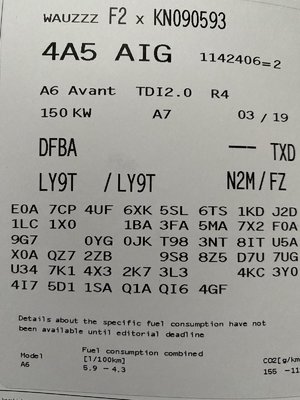 WAUZZZ F2 x KN090593
4A5 AIG 1142406=2
A6 Avant TDI2.0 R4
150 KW A7 03 / 19
DFBA —— TXD
LY9T / LY9T N2M / FZ
E0A 7CP 4UF 6XK 5SL 6TS 1KD J2D
1LC 1X0 1BA 3FA 5MA 7X2 F0A
9G7 0YG 0JK T98 3NT 8IT U5A
X0A QZ7 2ZB 9S8 8Z5 D7U 7UG
U34 7K1 4X3 2K7 3L3 4KC 3Y0
4I7 5D1 1SA Q1A QI6 4GF
Details about the specific fuel consumption have not
been available until editorial deadline
Fuel consumption combined
Model [l/100km] CO2[g/km
A6 5.9 – 4.3 155 – 11